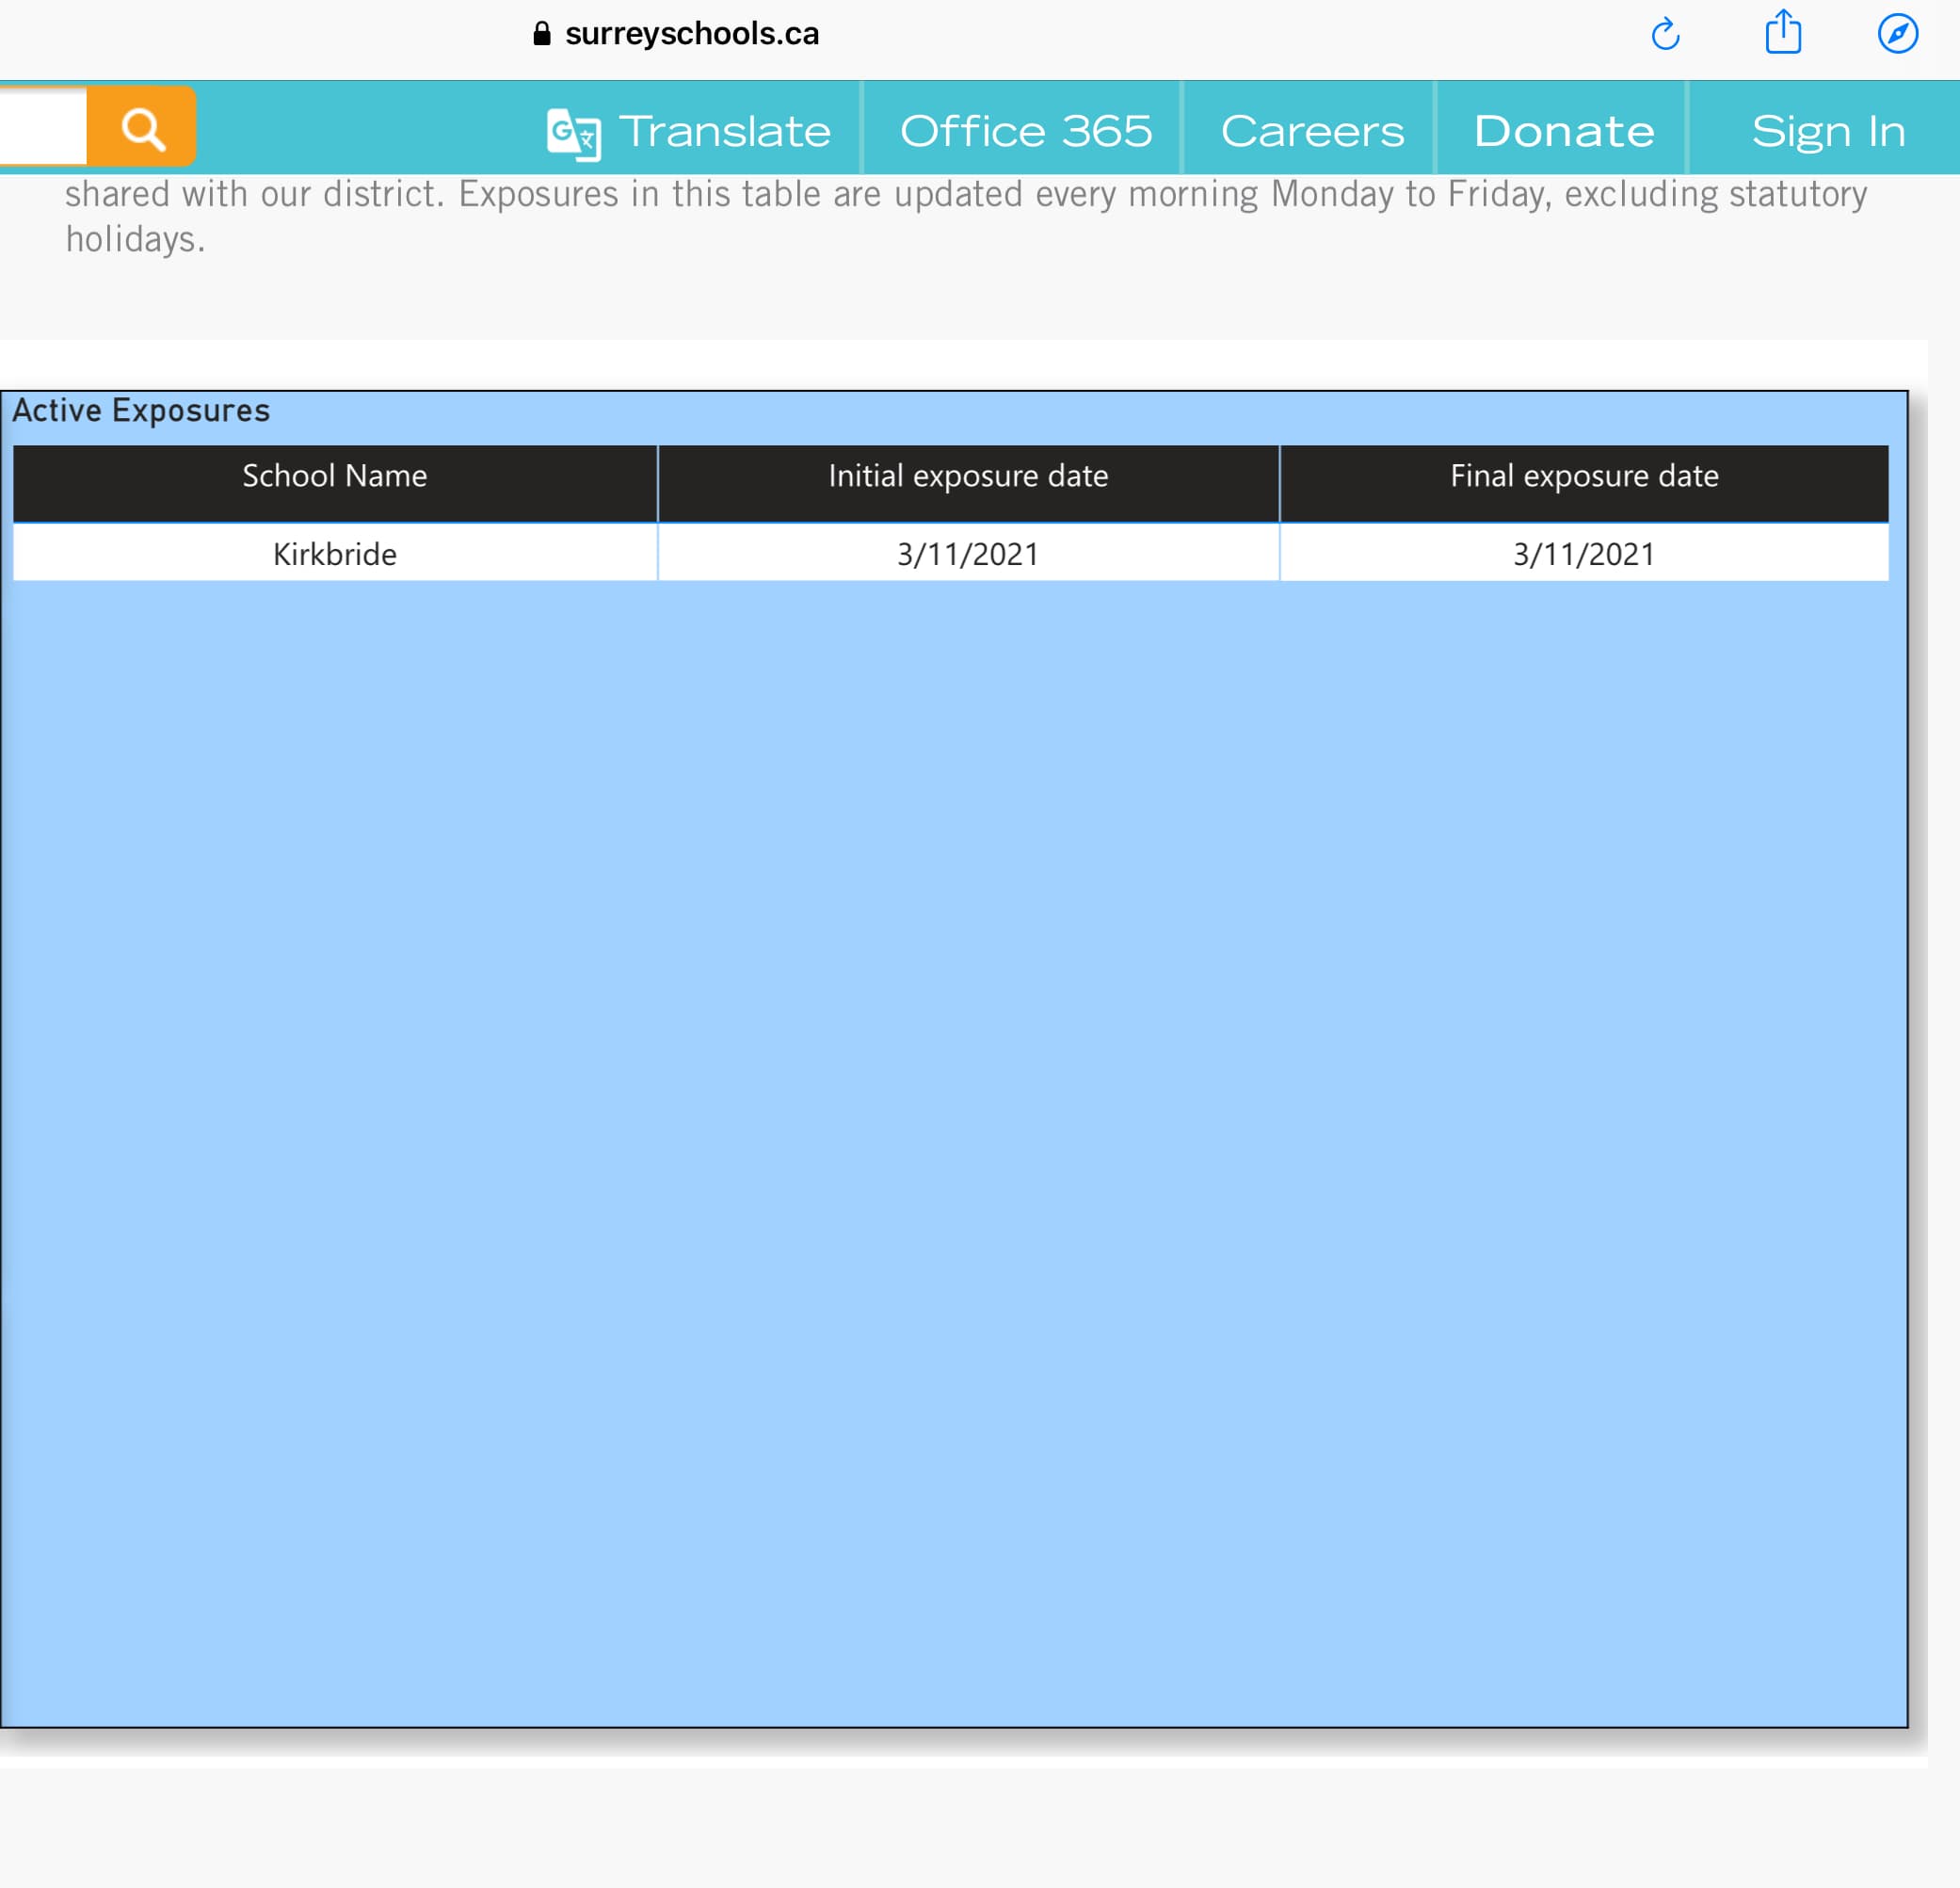 surreyschools.ca
Translate Office 365 Careers Donate Sign In
shared with our district. Exposures in this table are updated every morning Monday to Friday, excluding statutory
holidays.
Active Exposures
School Name Initial exposure date Final exposure date
Kirkbride 3/11/2021 3/11/2021